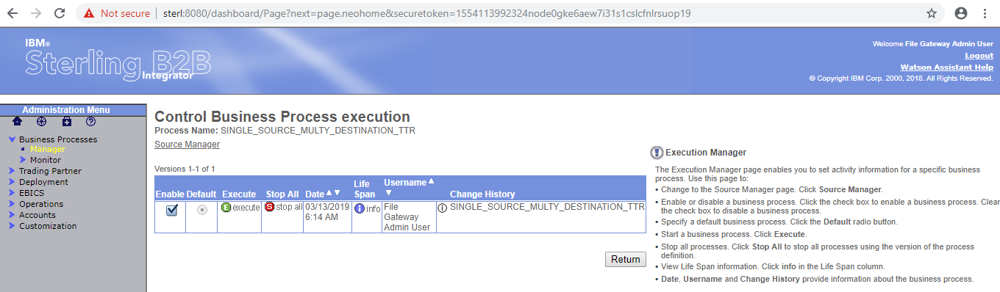 Not secure | sterl:8080/dashboard/Page?next=page.neohome&securetoken=1554113992324node0gke6aew7i31s1cslcfnlrsuop19
IBM®
Sterling B2B
Integrator
Welcome File Gateway Admin User
Logout
Watson Assistant Help
© Copyright IBM Corp. 2000, 2018. All Rights Reserved.
Administration Menu
Business Processes
Manager
Monitor
Trading Partner
Deployment
EBICS
Operations
Accounts
Customization
Control Business Process execution
Process Name: SINGLE_SOURCE_MULTY_DESTINATION_TTR
Source Manager
Versions 1-1 of 1
Enable Default Execute Stop All Date Life Span Username Change History
execute stop all 03/13/2019 6:14 AM info File Gateway Admin User SINGLE_SOURCE_MULTY_DESTINATION_TTR
Return
Execution Manager
The Execution Manager page enables you to set activity information for a specific business
process. Use this page to:
• Change to the Source Manager page. Click Source Manager.
• Enable or disable a business process. Click the check box to enable a business process. Clear
the check box to disable a business process.
• Specify a default business process. Click the Default radio button.
• Start a business process. Click Execute.
• Stop all processes. Click Stop All to stop all processes using the version of the process
definition.
• View Life Span information. Click info in the Life Span column.
• Date, Username and Change History provide information about the business process.